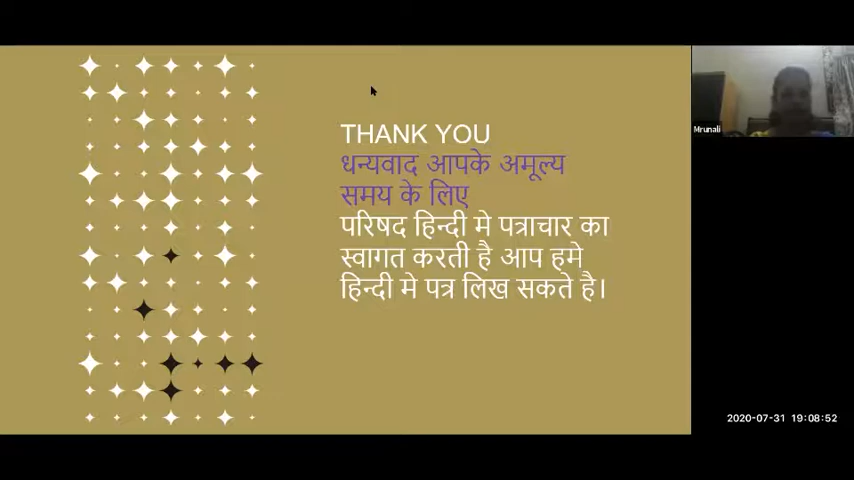 THANK YOU
धन्यवाद आपके अमूल्य
समय के लिए
परिषद हिन्दी मे पत्राचार का
स्वागत करती है आप हमे
हिन्दी मे पत्र लिख सकते है।
Mrunali
2020-07-31 19:08:52